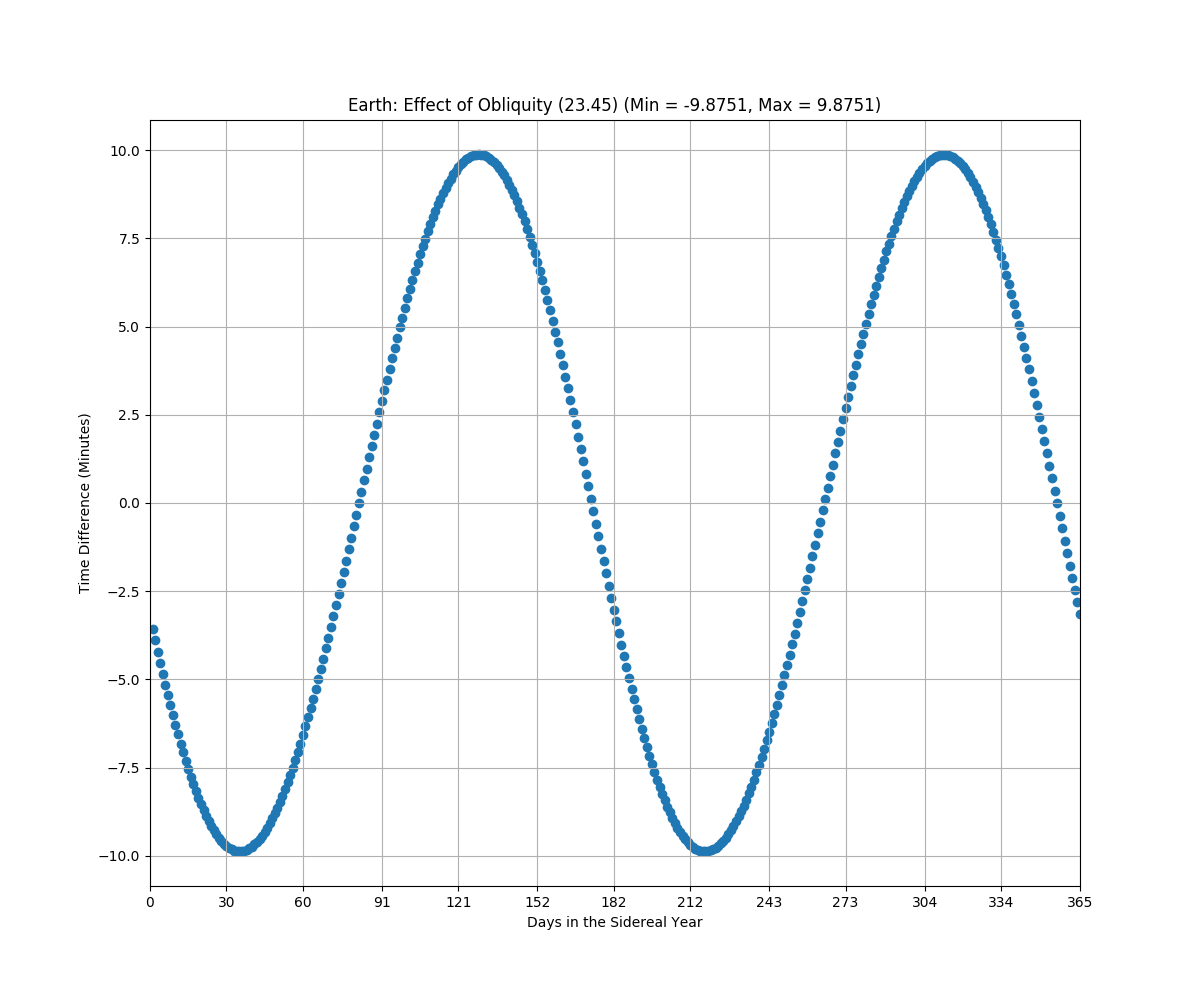 Earth: Effect of Obliquity (23.45) (Min = -9.8751, Max = 9.8751)
10.0
7.5
5.0
2.5
0.0
−2.5
−5.0
−7.5
−10.0
Time Difference (Minutes)
0 30 60 91 121 152 182 212 243 273 304 334 365
Days in the Sidereal Year